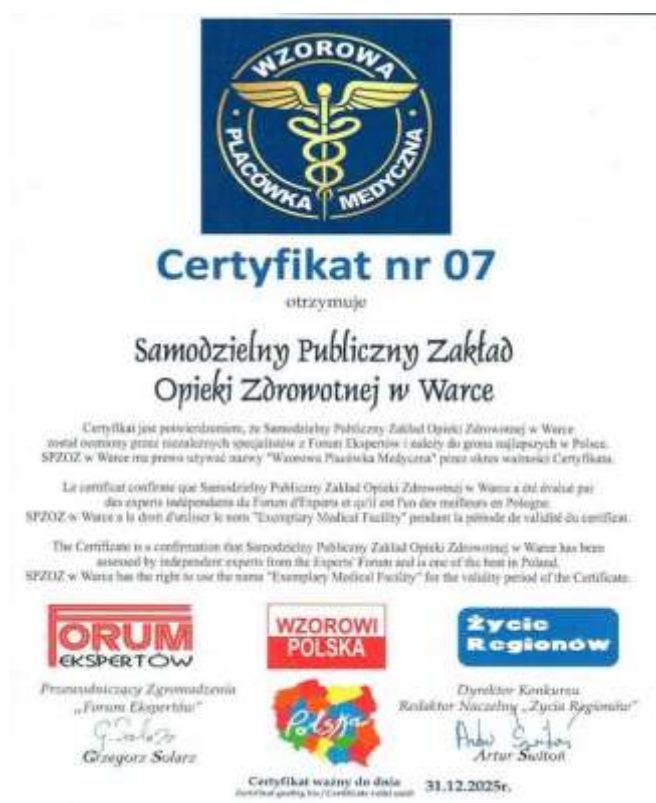 WZOROWA
PLACÓWKA MEDYCZNA
Certyfikat nr 07
otrzymuje
Samodzielny Publiczny Zakład
Opieki Zdrowotnej w Warce
Certyfikat jest potwierdzeniem, że Samodzielny Publiczny Zakład Opieki Zdrowotnej w Warce
został oceniony przez niezależnych specjalistów z Forum Ekspertów i należy do grona najlepszych w Polsce.
SPZOZ w Warce ma prawo używać nazwy "Wzorowa Placówka Medyczna" przez okres ważności Certyfikatu.
Le certificat confirme que Samodzielny Publiczny Zakład Opieki Zdrowotnej w Warce a été évalué par
des experts indépendants du Forum d'Experts et qu'il est l'un des meilleurs en Pologne.
SPZOZ w Warce a le droit d'utiliser le nom "Exemplary Medical Facility" pendant la période de validité du certificat.
The Certificate is a confirmation that Samodzielny Publiczny Zakład Opieki Zdrowotnej w Warce has been
assessed by independent experts from the Experts' Forum and is one of the best in Poland.
SPZOZ w Warce has the right to use the name "Exemplary Medical Facility" for the validity period of the Certificate.
FORUM
EKSPERTÓW
WZOROWI
POLSKA
Życie
Regionów
Przewodniczący Zgromadzenia
„Forum Ekspertów"
Grzegorz Solarz
Polska
Dyrektor Konkursu
Redaktor Naczelny „Życia Regionów"
Artur Świtoń
Certyfikat ważny do dnia 31.12.2025r.